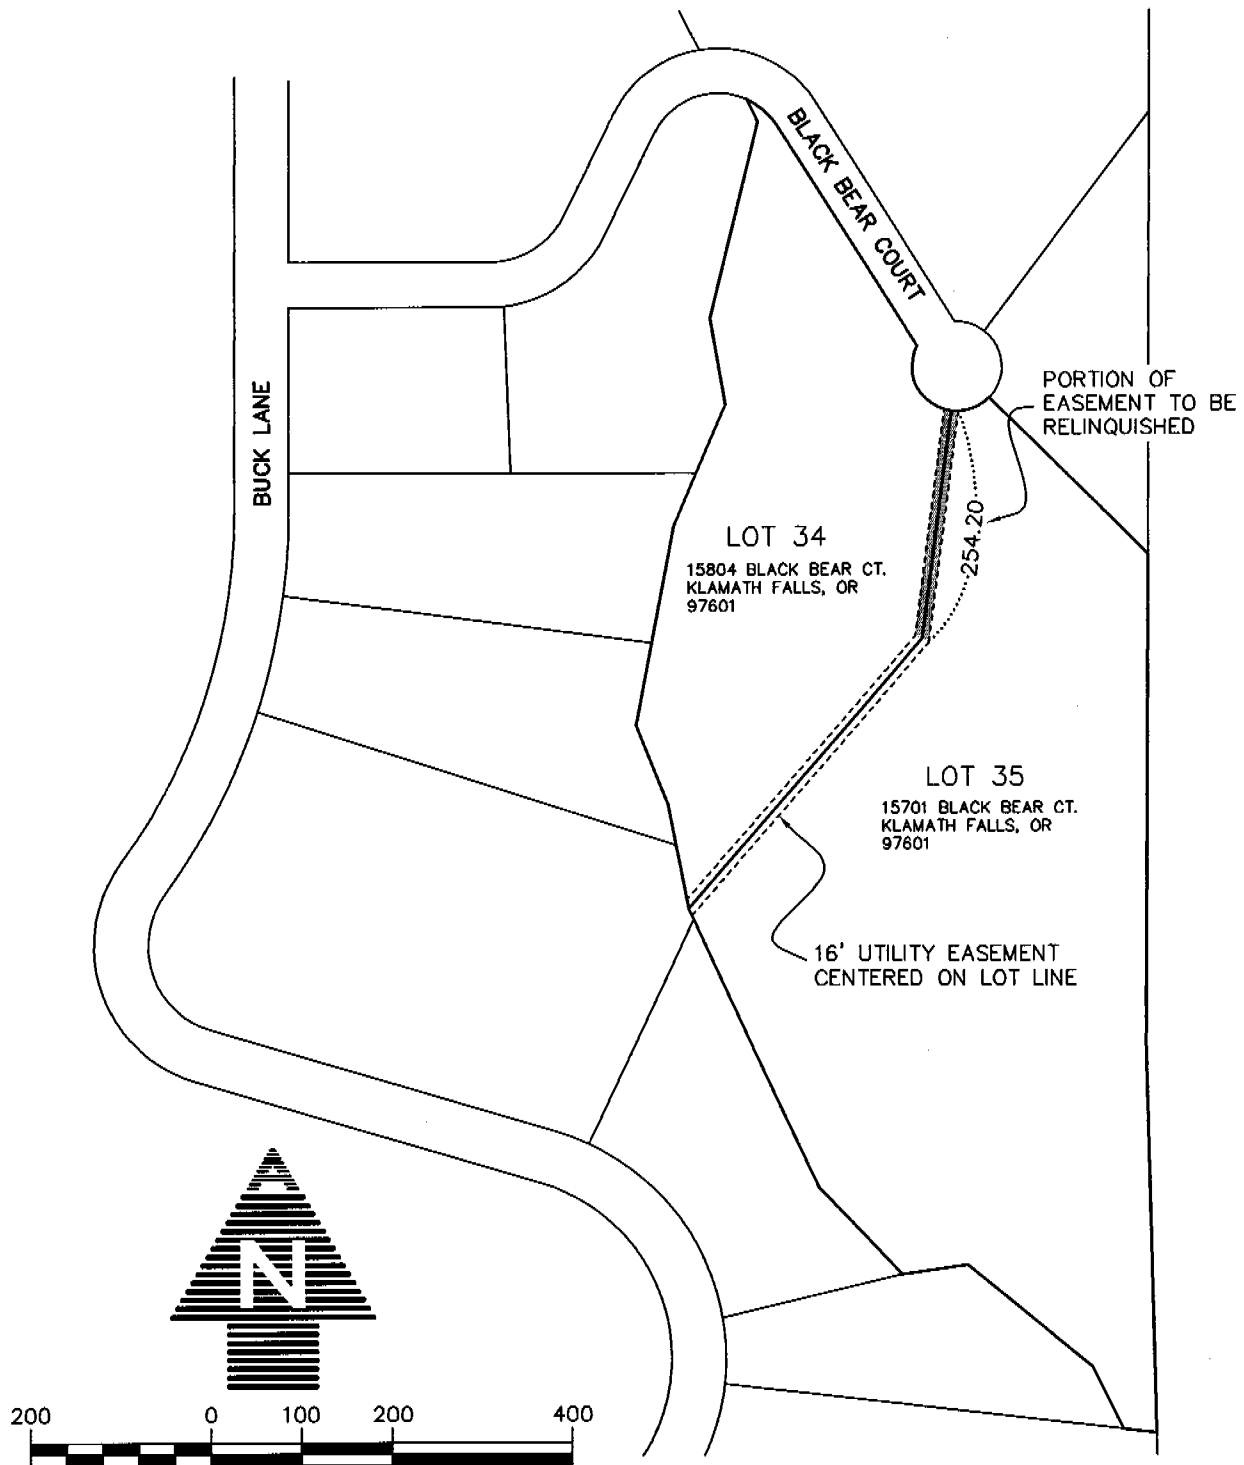 BLACK BEAR COURT
PORTION OF
EASEMENT TO BE
RELINQUISHED
BUCK LANE
254.20
LOT 34
15804 BLACK BEAR CT.
KLAMATH FALLS, OR
97601
LOT 35
15701 BLACK BEAR CT.
KLAMATH FALLS, OR
97601
16' UTILITY EASEMENT
CENTERED ON LOT LINE
N
200 0 100 200 400